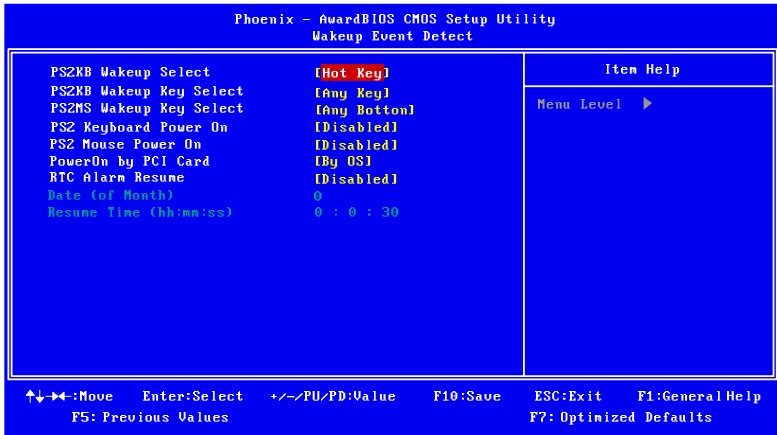 Phoenix - AwardBIOS CMOS Setup Utility
Wakeup Event Detect
PS2KB Wakeup Select [Hot Key]
PS2KB Wakeup Key Select [Any Key]
PS2MS Wakeup Key Select [Any Botton]
PS2 Keyboard Power On [Disabled]
PS2 Mouse Power On [Disabled]
PowerOn by PCI Card [By OS]
RTC Alarm Resume [Disabled]
Date (of Month) 0
Resume Time (hh:mm:ss) 0 : 0 : 30
Item Help
Menu Level ▶
↑↓→←:Move Enter:Select +/-/PU/PD:Value F10:Save ESC:Exit F1:General Help
F5: Previous Values F7: Optimized Defaults